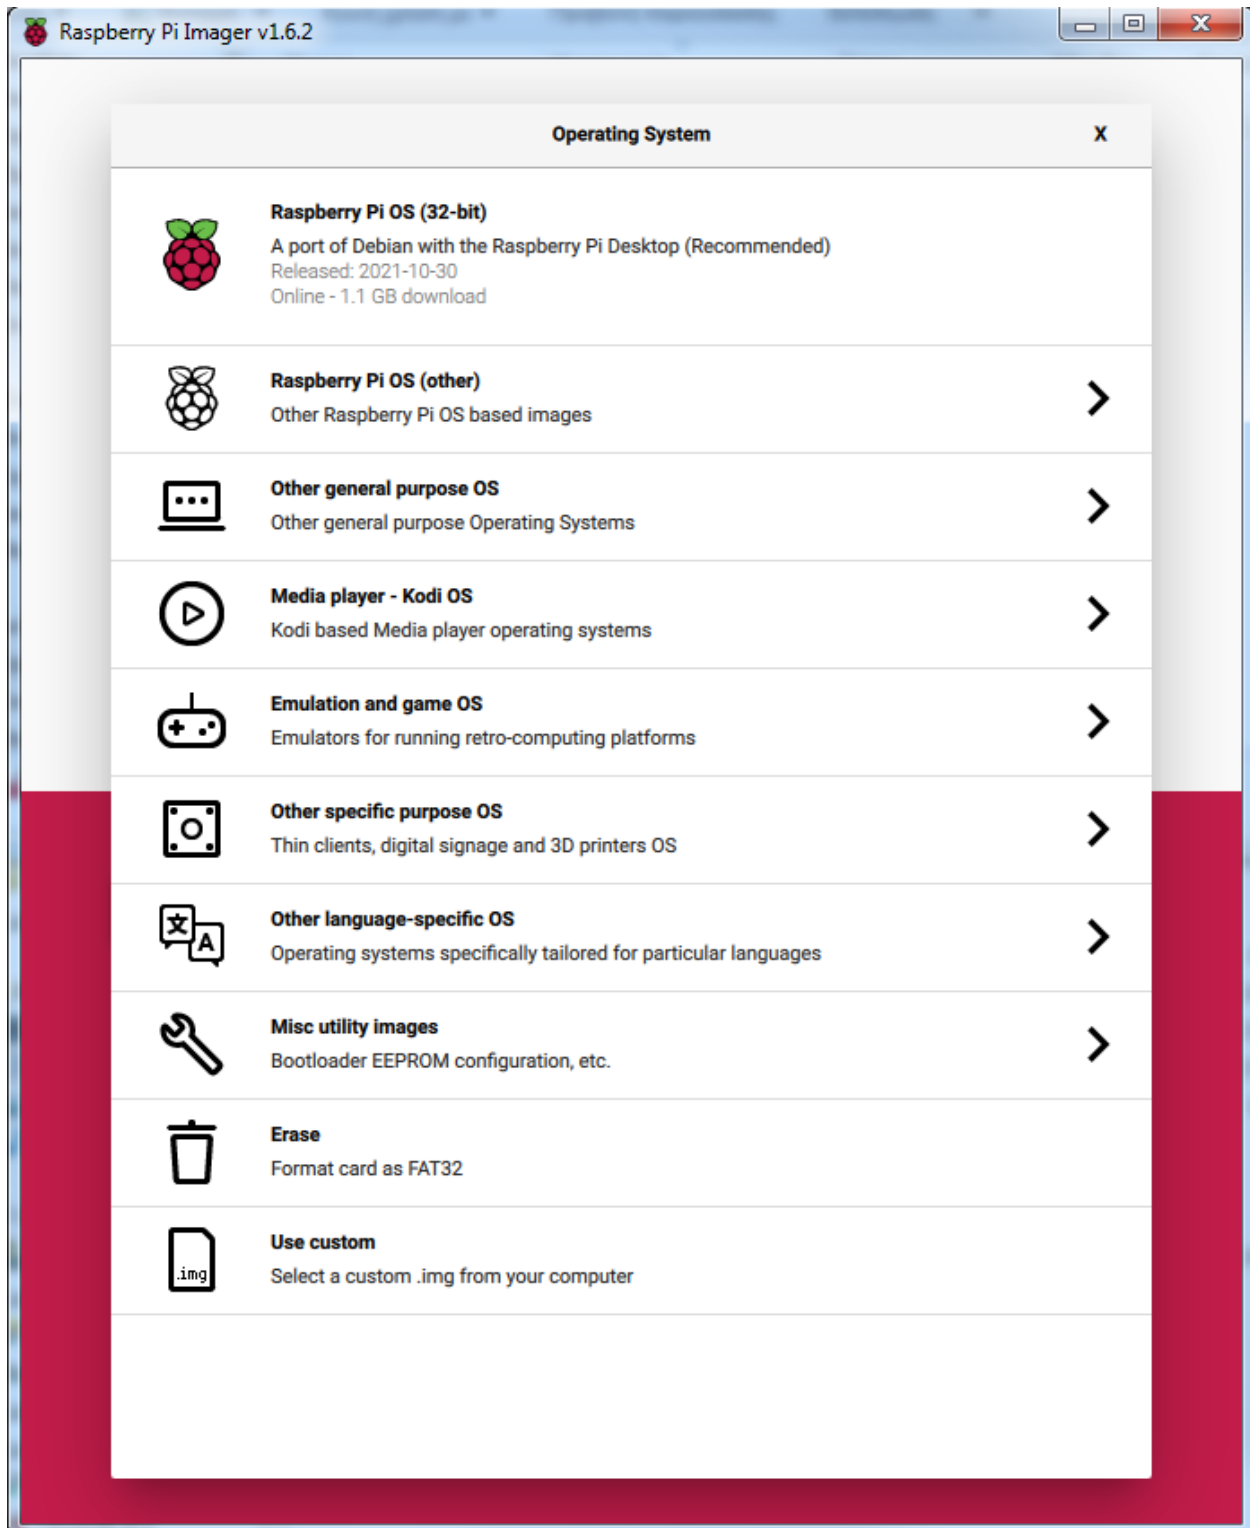 Raspberry Pi Imager v1.6.2
Operating System X
Raspberry Pi OS (32-bit)
A port of Debian with the Raspberry Pi Desktop (Recommended)
Released: 2021-10-30
Online - 1.1 GB download
Raspberry Pi OS (other)
Other Raspberry Pi OS based images
Other general purpose OS
Other general purpose Operating Systems
Media player - Kodi OS
Kodi based Media player operating systems
Emulation and game OS
Emulators for running retro-computing platforms
Other specific purpose OS
Thin clients, digital signage and 3D printers OS
文
A
Other language-specific OS
Operating systems specifically tailored for particular languages
Misc utility images
Bootloader EEPROM configuration, etc.
Erase
Format card as FAT32
.img
Use custom
Select a custom .img from your computer